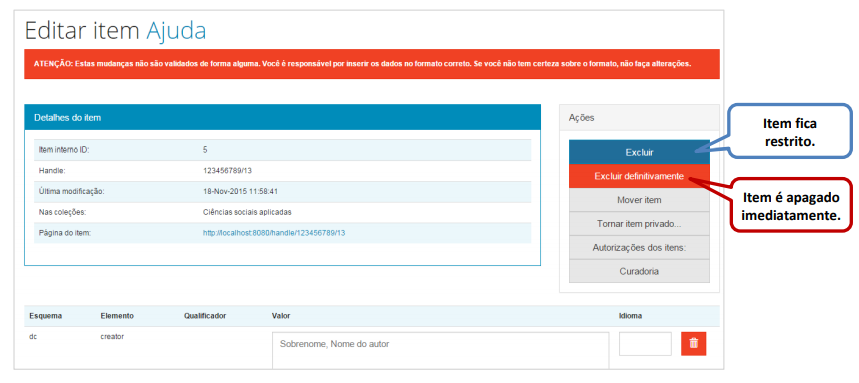 Editar item Ajuda
ATENÇÃO: Estas mudanças não são validados de forma alguma. Você é responsável por inserir os dados no formato correto. Se você não tem certeza sobre o formato, não faça alterações.
Detalhes do item
Item interno ID: 5
Handle: 123456789/13
Última modificação: 18-Nov-2015 11:58:41
Nas coleções: Ciências sociais aplicadas
Página do item: http://localhost:8080/handle/123456789/13
Ações
Excluir
Excluir definitivamente
Mover item
Tornar item privado...
Autorizações dos itens:
Curadoria
Item fica
restrito.
Item é apagado
imediatamente.
Esquema Elemento Qualificador Valor Idioma
dc creator Sobrenome, Nome do autor